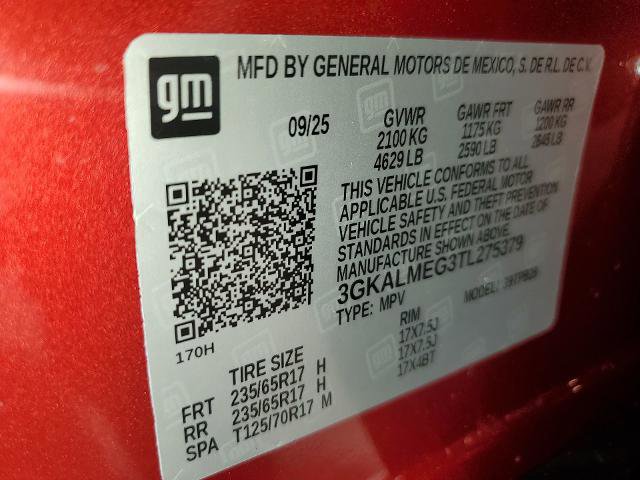 gm
MFD BY GENERAL MOTORS DE MEXICO, S. DE R.L. DE C.V.
09/25
GVWR GAWR FRT GAWR RR
2100 KG 1175 KG 1200 KG
4629 LB 2590 LB 2645 LB
THIS VEHICLE CONFORMS TO ALL
APPLICABLE U.S. FEDERAL MOTOR
VEHICLE SAFETY AND THEFT PREVENTION
STANDARDS IN EFFECT ON THE DATE OF
MANUFACTURE SHOWN ABOVE.
3GKALMEG3TL275379
TYPE: MPV MODEL:
170H
TIRE SIZE RIM
FRT 235/65R17 H 17X7.5J
RR 235/65R17 H 17X7.5J
SPA T125/70R17 M 17X4BT